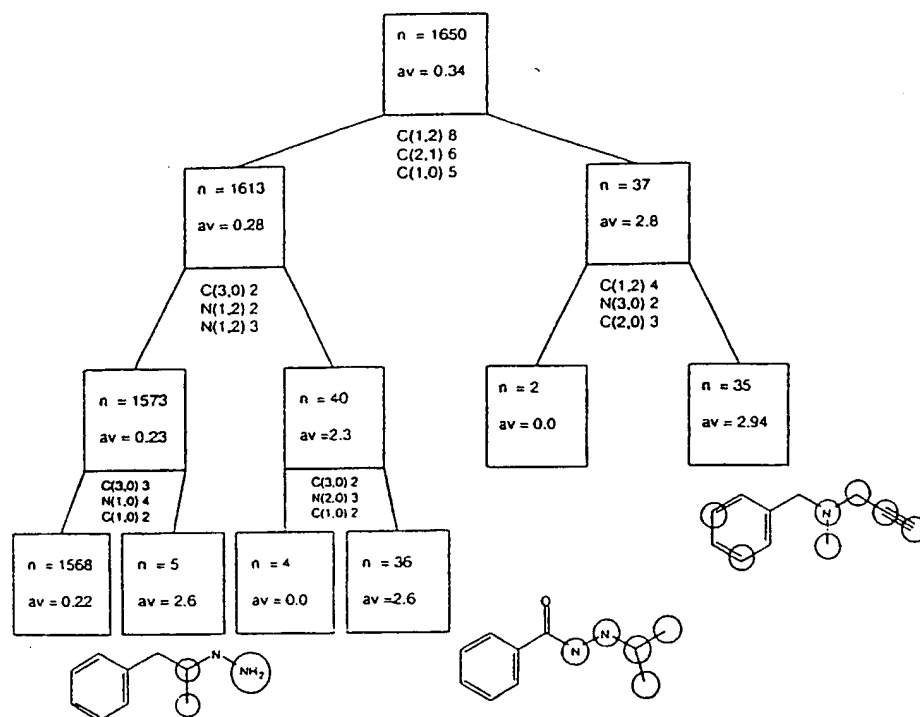 n = 1650
av = 0.34
C(1,2) 8
C(2,1) 6
C(1,0) 5
n = 1613
av = 0.28
n = 37
av = 2.8
C(3,0) 2
N(1,2) 2
N(1,2) 3
C(1,2) 4
N(3,0) 2
C(2,0) 3
n = 1573
av = 0.23
n = 40
av =2.3
n = 2
av = 0.0
n = 35
av = 2.94
C(3,0) 3
N(1,0) 4
C(1,0) 2
C(3,0) 2
N(2,0) 3
C(1,0) 2
n = 1568
av = 0.22
n = 5
av = 2.6
n = 4
av = 0.0
n = 36
av =2.6
N
O
N
N
N
NH2